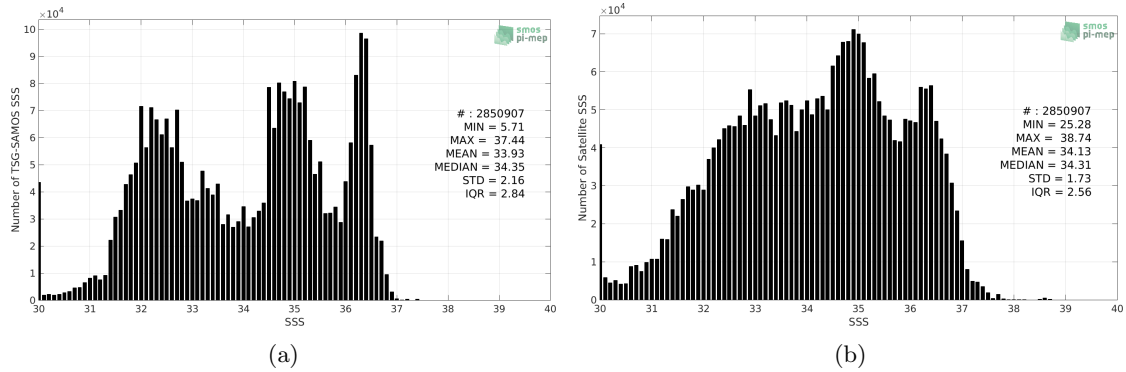 ×10⁴
Number of TSG-SAMOS SSS
10
9
8
7
6
5
4
3
2
1
0
smos
pi-mep
# : 2850907
MIN = 5.71
MAX = 37.44
MEAN = 33.93
MEDIAN = 34.35
STD = 2.16
IQR = 2.84
30 31 32 33 34 35 36 37 38 39 40
SSS
(a)
×10⁴
Number of Satellite SSS
7
6
5
4
3
2
1
0
smos
pi-mep
# : 2850907
MIN = 25.28
MAX = 38.74
MEAN = 34.13
MEDIAN = 34.31
STD = 1.73
IQR = 2.56
30 31 32 33 34 35 36 37 38 39 40
SSS
(b)